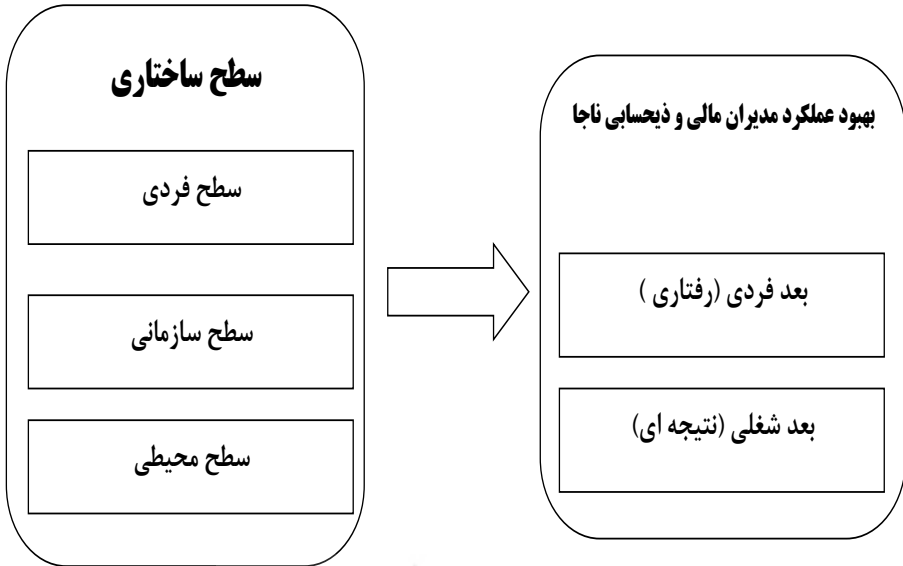 سطح ساختاری
سطح فردی
سطح سازمانی
سطح محیطی
بهبود عملکرد مدیران مالی و ذیحسابی ناجا
بعد فردی (رفتاری )
بعد شغلی (نتیجه ای)